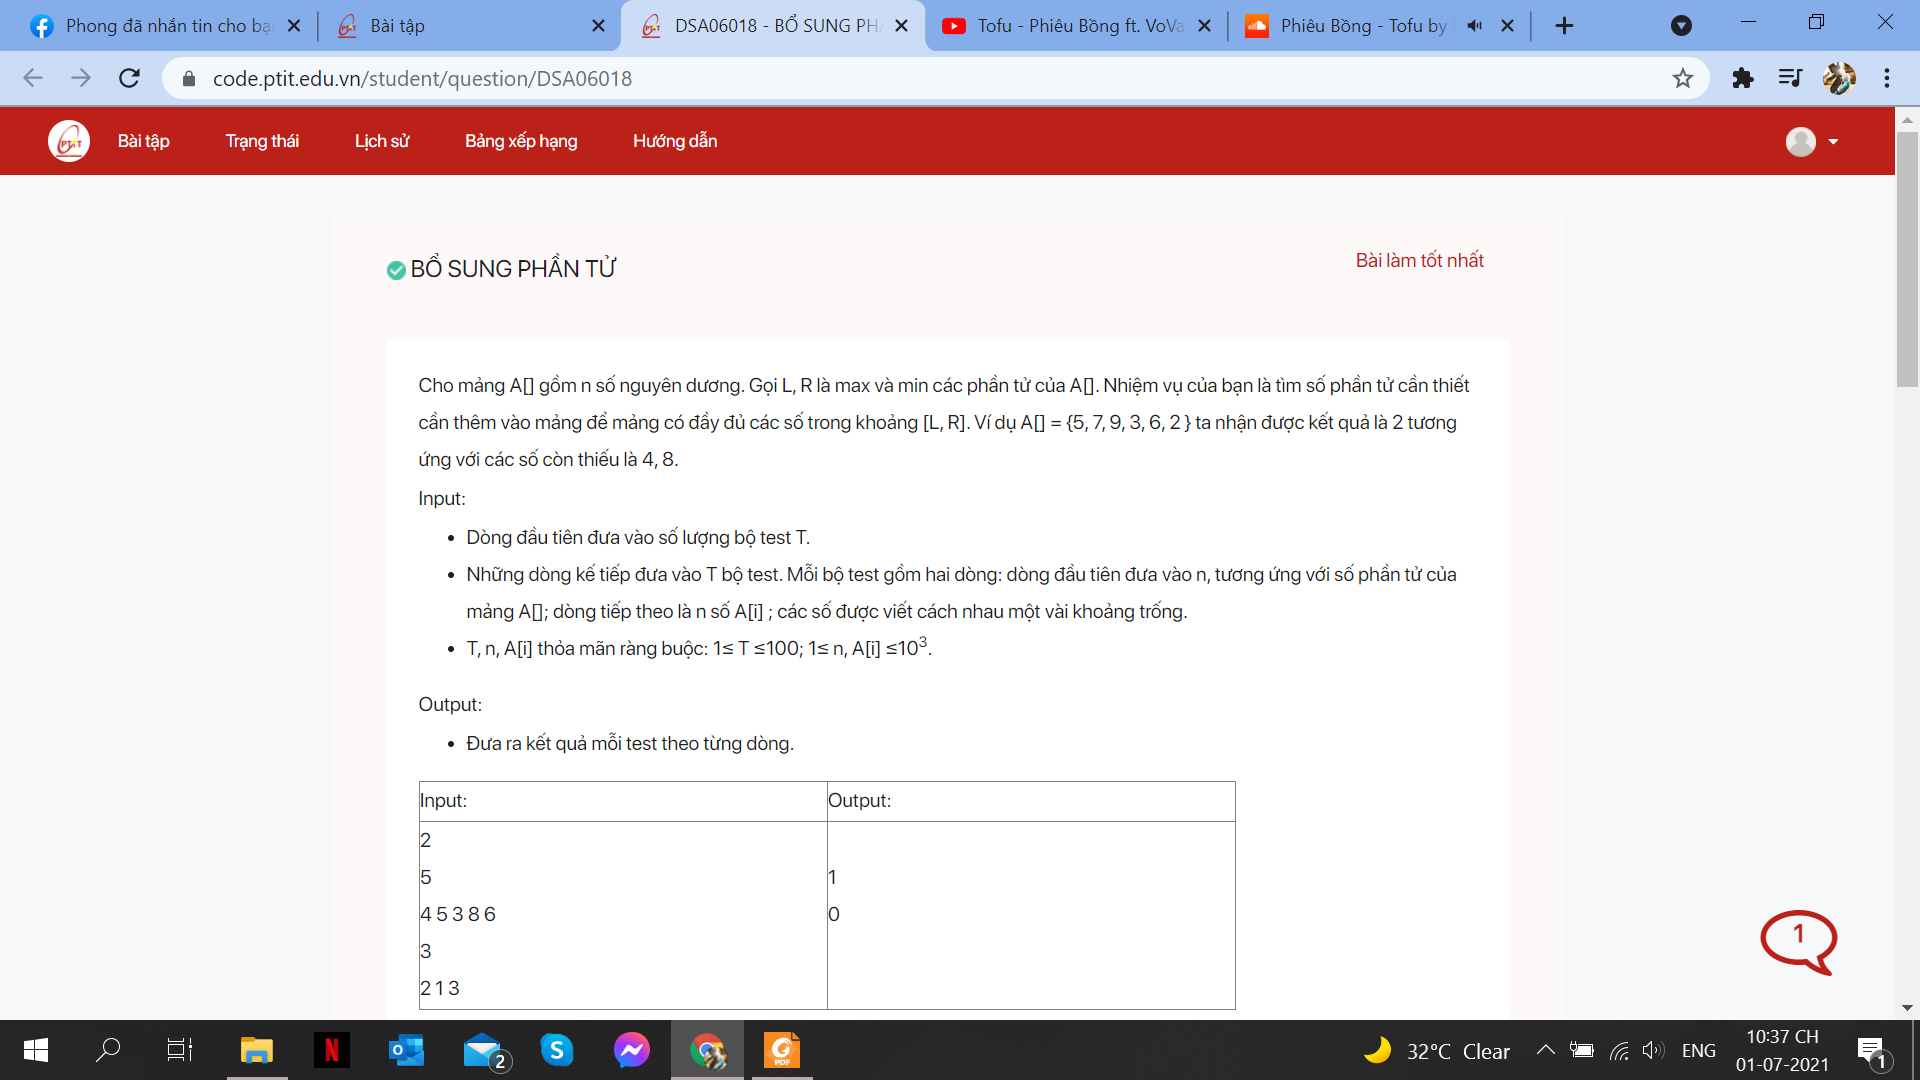 Phong đã nhắn tin cho bạ
Bài tập
DSA06018 - BỔ SUNG PH
Tofu - Phiêu Bồng ft. VoVa
Phiêu Bồng - Tofu by
code.ptit.edu.vn/student/question/DSA06018
Bài tập
Trạng thái
Lịch sử
Bảng xếp hạng
Hướng dẫn
BỔ SUNG PHẦN TỬ
Bài làm tốt nhất
Cho mảng A[] gồm n số nguyên dương. Gọi L, R là max và min các phần tử của A[]. Nhiệm vụ của bạn là tìm số phần tử cần thiết
cần thêm vào mảng để mảng có đầy đủ các số trong khoảng [L, R]. Ví dụ A[] = {5, 7, 9, 3, 6, 2 } ta nhận được kết quả là 2 tương
ứng với các số còn thiếu là 4, 8.
Input:
• Dòng đầu tiên đưa vào số lượng bộ test T.
• Những dòng kế tiếp đưa vào T bộ test. Mỗi bộ test gồm hai dòng: dòng đầu tiên đưa vào n, tương ứng với số phần tử của
mảng A[]; dòng tiếp theo là n số A[i] ; các số được viết cách nhau một vài khoảng trống.
• T, n, A[i] thỏa mãn ràng buộc: 1≤ T ≤100; 1≤ n, A[i] ≤10³.
Output:
• Đưa ra kết quả mỗi test theo từng dòng.
Input:
Output:
2
5
4 5 3 8 6
3
2 1 3
1
0
1
2
32°C Clear
ENG
10:37 CH
01-07-2021
1